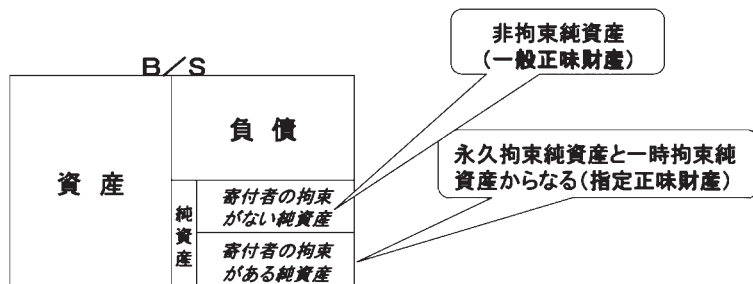 非拘束純資産
（一般正味財産）
B／S
負 債
永久拘束純資産と一時拘束純
資産からなる（指定正味財産）
資 産
純資産
寄付者の拘束
がない純資産
寄付者の拘束
がある純資産